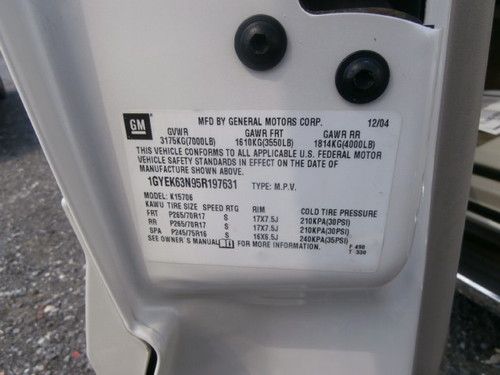 GM
MFD BY GENERAL MOTORS CORP. 12/04
GVWR GAWR FRT GAWR RR
3175KG(7000LB) 1610KG(3550LB) 1814KG(4000LB)
THIS VEHICLE CONFORMS TO ALL APPLICABLE U.S. FEDERAL MOTOR
VEHICLE SAFETY STANDARDS IN EFFECT ON THE DATE OF
MANUFACTURE SHOWN ABOVE.
1GYEK63N95R197631 TYPE: M.P.V.
MODEL: K15706
KAWU TIRE SIZE SPEED RTG RIM COLD TIRE PRESSURE
FRT P265/70R17 S 17X7.5J 210KPA(30PSI)
RR P265/70R17 S 17X7.5J 210KPA(30PSI)
SPA P245/75R16 S 16X6.5J 240KPA(35PSI)
SEE OWNER'S MANUAL i FOR MORE INFORMATION. F 490
T 330